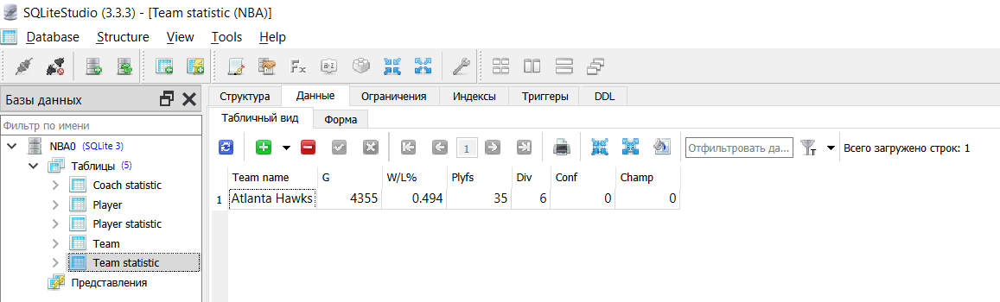 SQLiteStudio (3.3.3) - [Team statistic (NBA)]
Database Structure View Tools Help
Базы данных
Структура Данные Ограничения Индексы Триггеры DDL
Фильтр по имени
Табличный вид Форма
NBA0 (SQLite 3)
1 Отфильтровать да... T Всего загружено строк: 1
Таблицы (5)
Coach statistic
Player
Player statistic
Team
Team statistic
Представления
Team name G W/L% Plyfs Div Conf Champ
1 Atlanta Hawks 4355 0.494 35 6 0 0